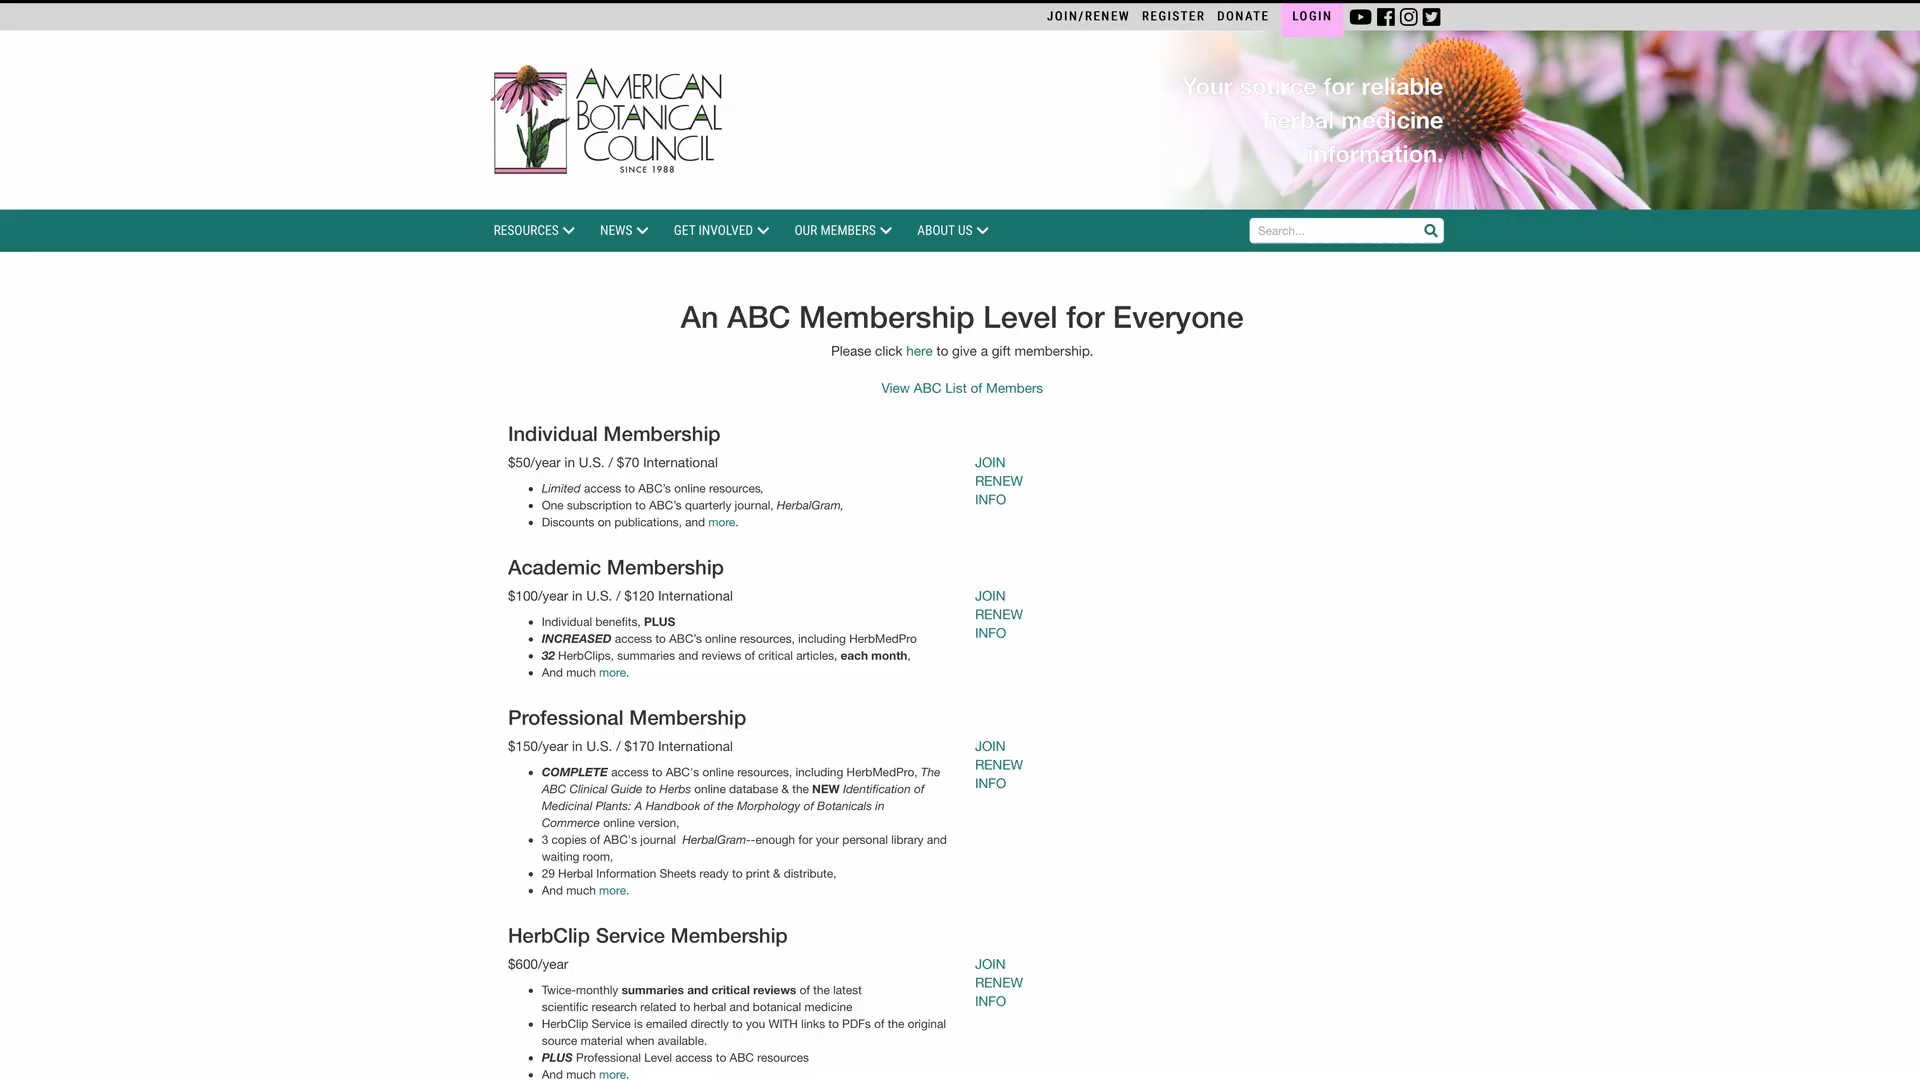 JOIN/RENEW REGISTER DONATE LOGIN
AMERICAN
BOTANICAL
COUNCIL
SINCE 1988
Your source for reliable
herbal medicine
information.
RESOURCES NEWS GET INVOLVED OUR MEMBERS ABOUT US Search...
An ABC Membership Level for Everyone
Please click here to give a gift membership.
View ABC List of Members
Individual Membership
$50/year in U.S. / $70 International
• Limited access to ABC’s online resources,
• One subscription to ABC’s quarterly journal, HerbalGram,
• Discounts on publications, and more.
JOIN
RENEW
INFO
Academic Membership
$100/year in U.S. / $120 International
• Individual benefits, PLUS
• INCREASED access to ABC’s online resources, including HerbMedPro
• 32 HerbClips, summaries and reviews of critical articles, each month,
• And much more.
JOIN
RENEW
INFO
Professional Membership
$150/year in U.S. / $170 International
• COMPLETE access to ABC's online resources, including HerbMedPro, The
ABC Clinical Guide to Herbs online database & the NEW Identification of
Medicinal Plants: A Handbook of the Morphology of Botanicals in
Commerce online version,
• 3 copies of ABC's journal HerbalGram--enough for your personal library and
waiting room,
• 29 Herbal Information Sheets ready to print & distribute,
• And much more.
JOIN
RENEW
INFO
HerbClip Service Membership
$600/year
• Twice-monthly summaries and critical reviews of the latest
scientific research related to herbal and botanical medicine
• HerbClip Service is emailed directly to you WITH links to PDFs of the original
source material when available.
• PLUS Professional Level access to ABC resources
• And much more.
JOIN
RENEW
INFO